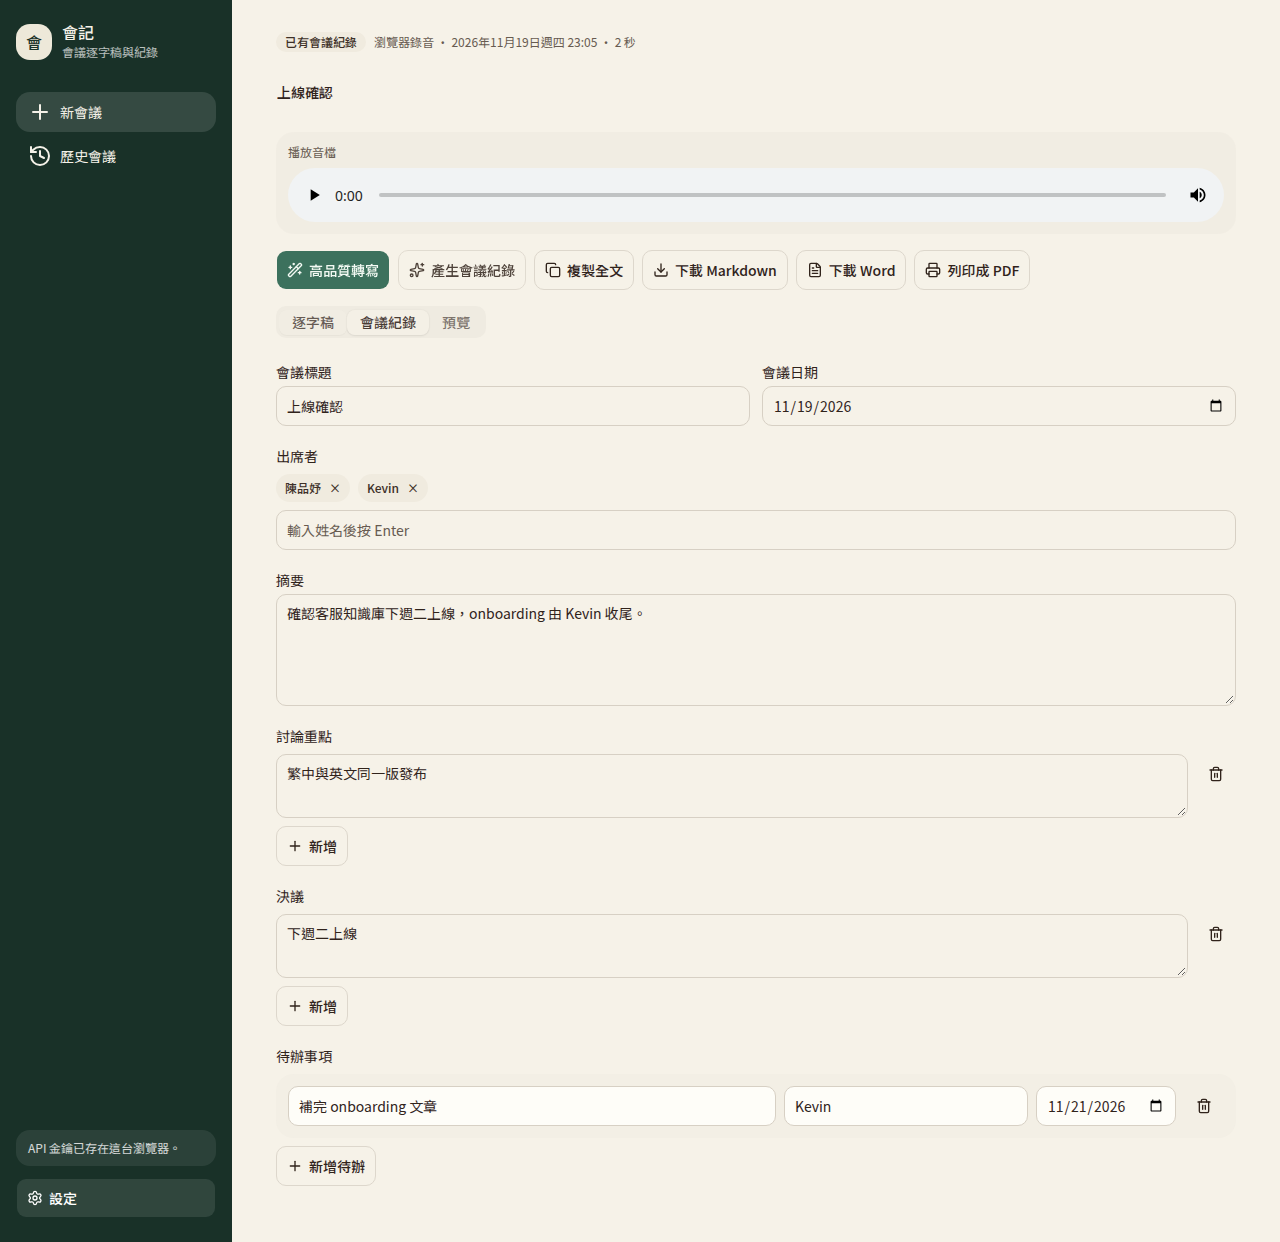 會
會記
會議逐字稿與紀錄
新會議
歷史會議
API 金鑰已存在這台瀏覽器。
設定
已有會議紀錄 瀏覽器錄音 · 2026年11月19日週四 23:05 · 2 秒
上線確認
播放音檔
0:00
高品質轉寫 產生會議紀錄 複製全文 下載 Markdown 下載 Word 列印成 PDF
逐字稿 會議紀錄 預覽
會議標題 會議日期
上線確認 11/19/2026
出席者
陳品妤 × Kevin ×
輸入姓名後按 Enter
摘要
確認客服知識庫下週二上線，onboarding 由 Kevin 收尾。
討論重點
繁中與英文同一版發布
新增
決議
下週二上線
新增
待辦事項
補完 onboarding 文章 Kevin 11/21/2026
新增待辦